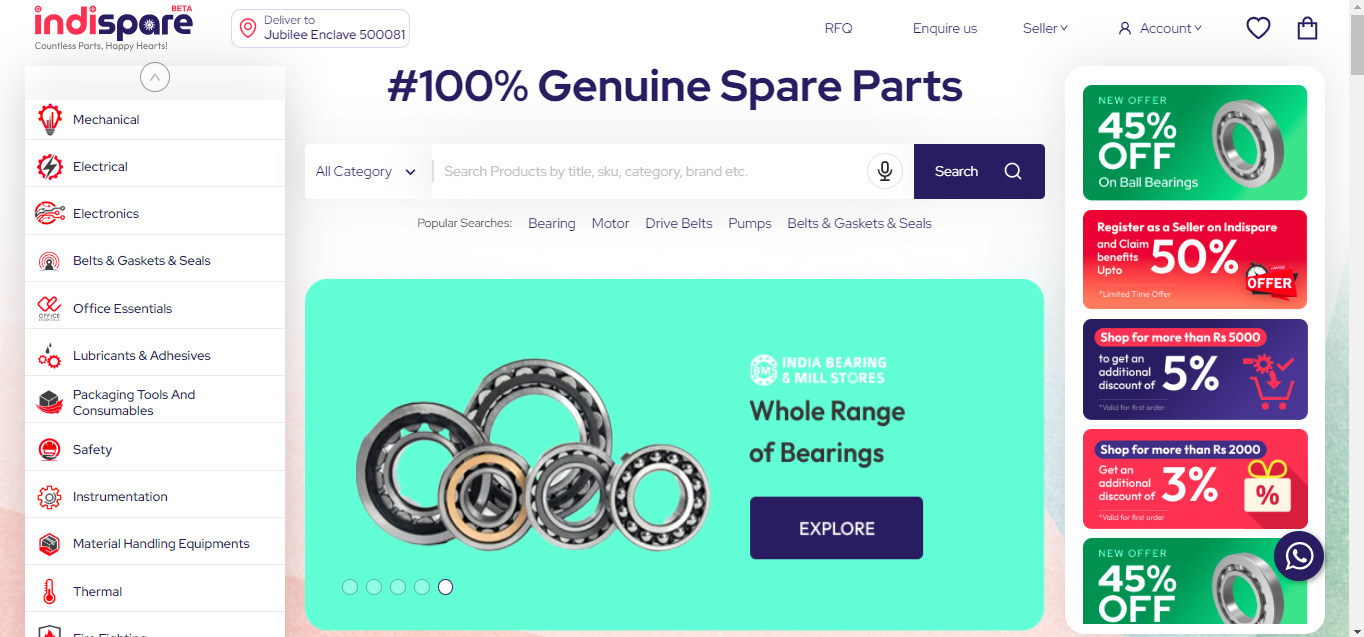 BETA
indispare
Countless Parts, Happy Hearts!
Deliver to
Jubilee Enclave 500081
RFQ
Enquire us
Seller
Account
Mechanical
Electrical
Electronics
Belts & Gaskets & Seals
OFFICE
ESSENTIALS
Office Essentials
Lubricants & Adhesives
Packaging Tools And
Consumables
Safety
Instrumentation
Material Handling Equipments
Thermal
Fire Fighting
#100% Genuine Spare Parts
All Category
Search Products by title, sku, category, brand etc.
Search
Popular Searches:
Bearing
Motor
Drive Belts
Pumps
Belts & Gaskets & Seals
BMS
INDIA BEARING
& MILL STORES
Whole Range
of Bearings
EXPLORE
NEW OFFER
45%
OFF
On Ball Bearings
Register as a Seller on Indispare
and Claim
benefits
Upto
50%
LIMITED
OFFER
*Limited Time Offer
Shop for more than Rs 5000
to get an
additional
discount of
5%
*Valid for first order
Shop for more than Rs 2000
Get an
additional
discount of
3%
%
*Valid for first order
NEW OFFER
45%
OFF